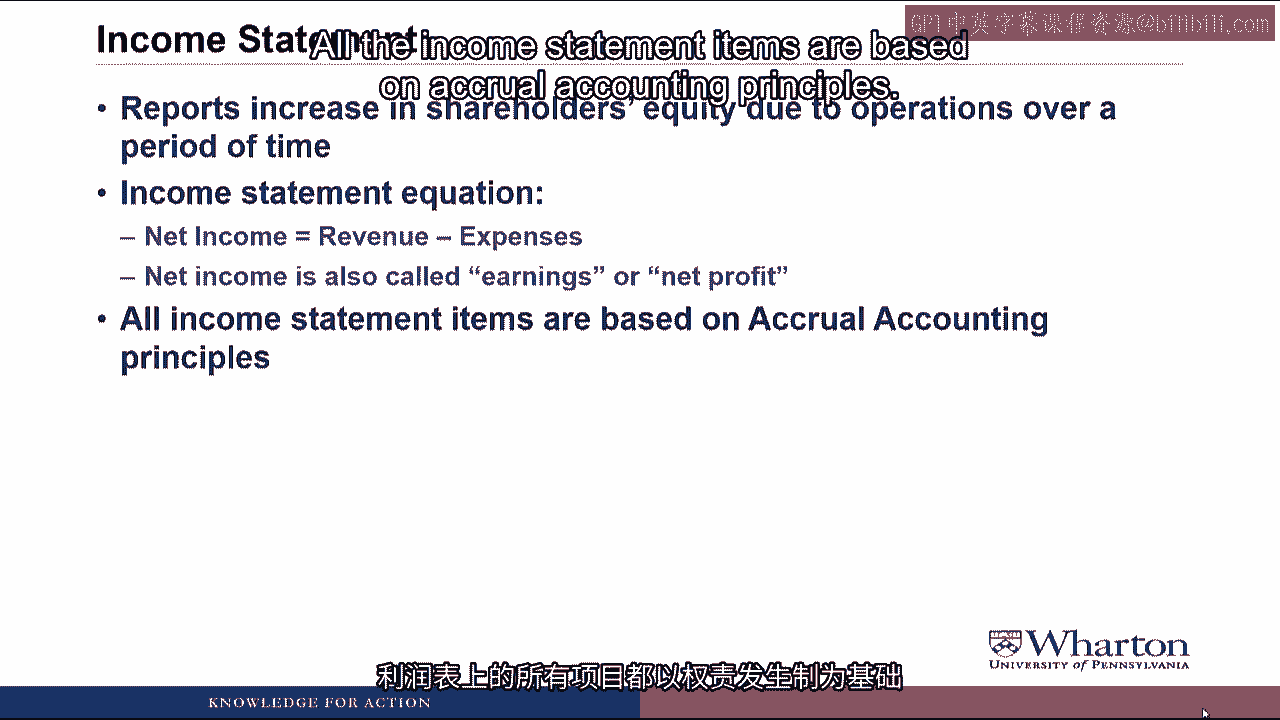 GPT中英字幕课程资源@bilibili.com
Income Statement
All the income statement items are based
on accrual accounting principles.
• Reports increase in shareholders' equity due to operations over a
period of time
• Income statement equation:
– Net Income = Revenue – Expenses
– Net income is also called “earnings” or “net profit”
• All income statement items are based on Accrual Accounting
principles
Wharton
UNIVERSITY of PENNSYLVANIA
利润表上的所有项目都以权责发生制为基础
KNOWLEDGE FOR ACTION